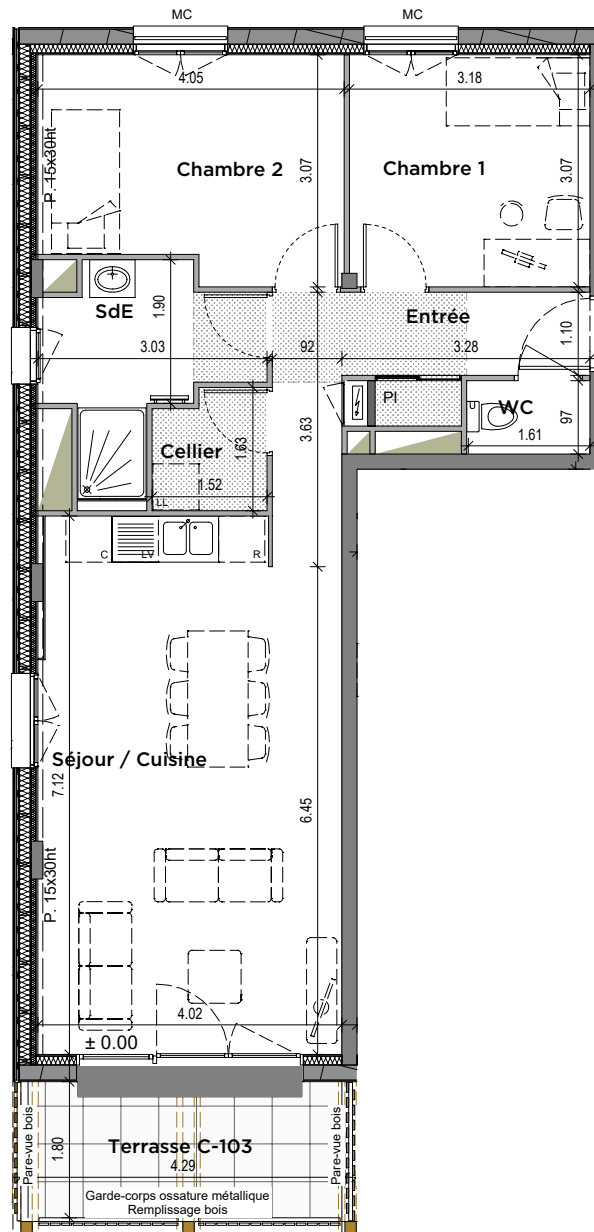 MC
MC
4.05
3.18
P. 15x30ht
Chambre 2
3.07
Chambre 1
3.07
SdE
1.90
Entrée
1.10
3.03
92
3.28
Pl
WC
97
3.63
1.61
Cellier
1.63
1.52
LL
C
LV
R
Séjour / Cuisine
7.12
6.45
P. 15x30ht
4.02
± 0.00
Pare-vue bois
Terrasse C-103
Pare-vue bois
1.80
4.29
Garde-corps ossature métallique
Remplissage bois